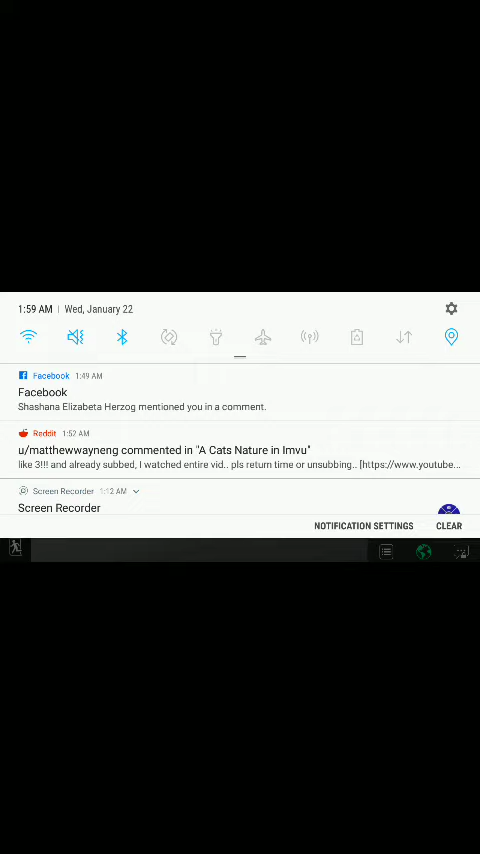 1:59 AM | Wed, January 22
Facebook 1:49 AM
Facebook
Shashana Elizabeta Herzog mentioned you in a comment.
Reddit 1:52 AM
u/matthewwayneng commented in "A Cats Nature in Imvu"
like 3!!! and already subbed, I watched entire vid.. pls return time or unsubbing.. [https://www.youtube...
Screen Recorder 1:12 AM
Screen Recorder
NOTIFICATION SETTINGS CLEAR